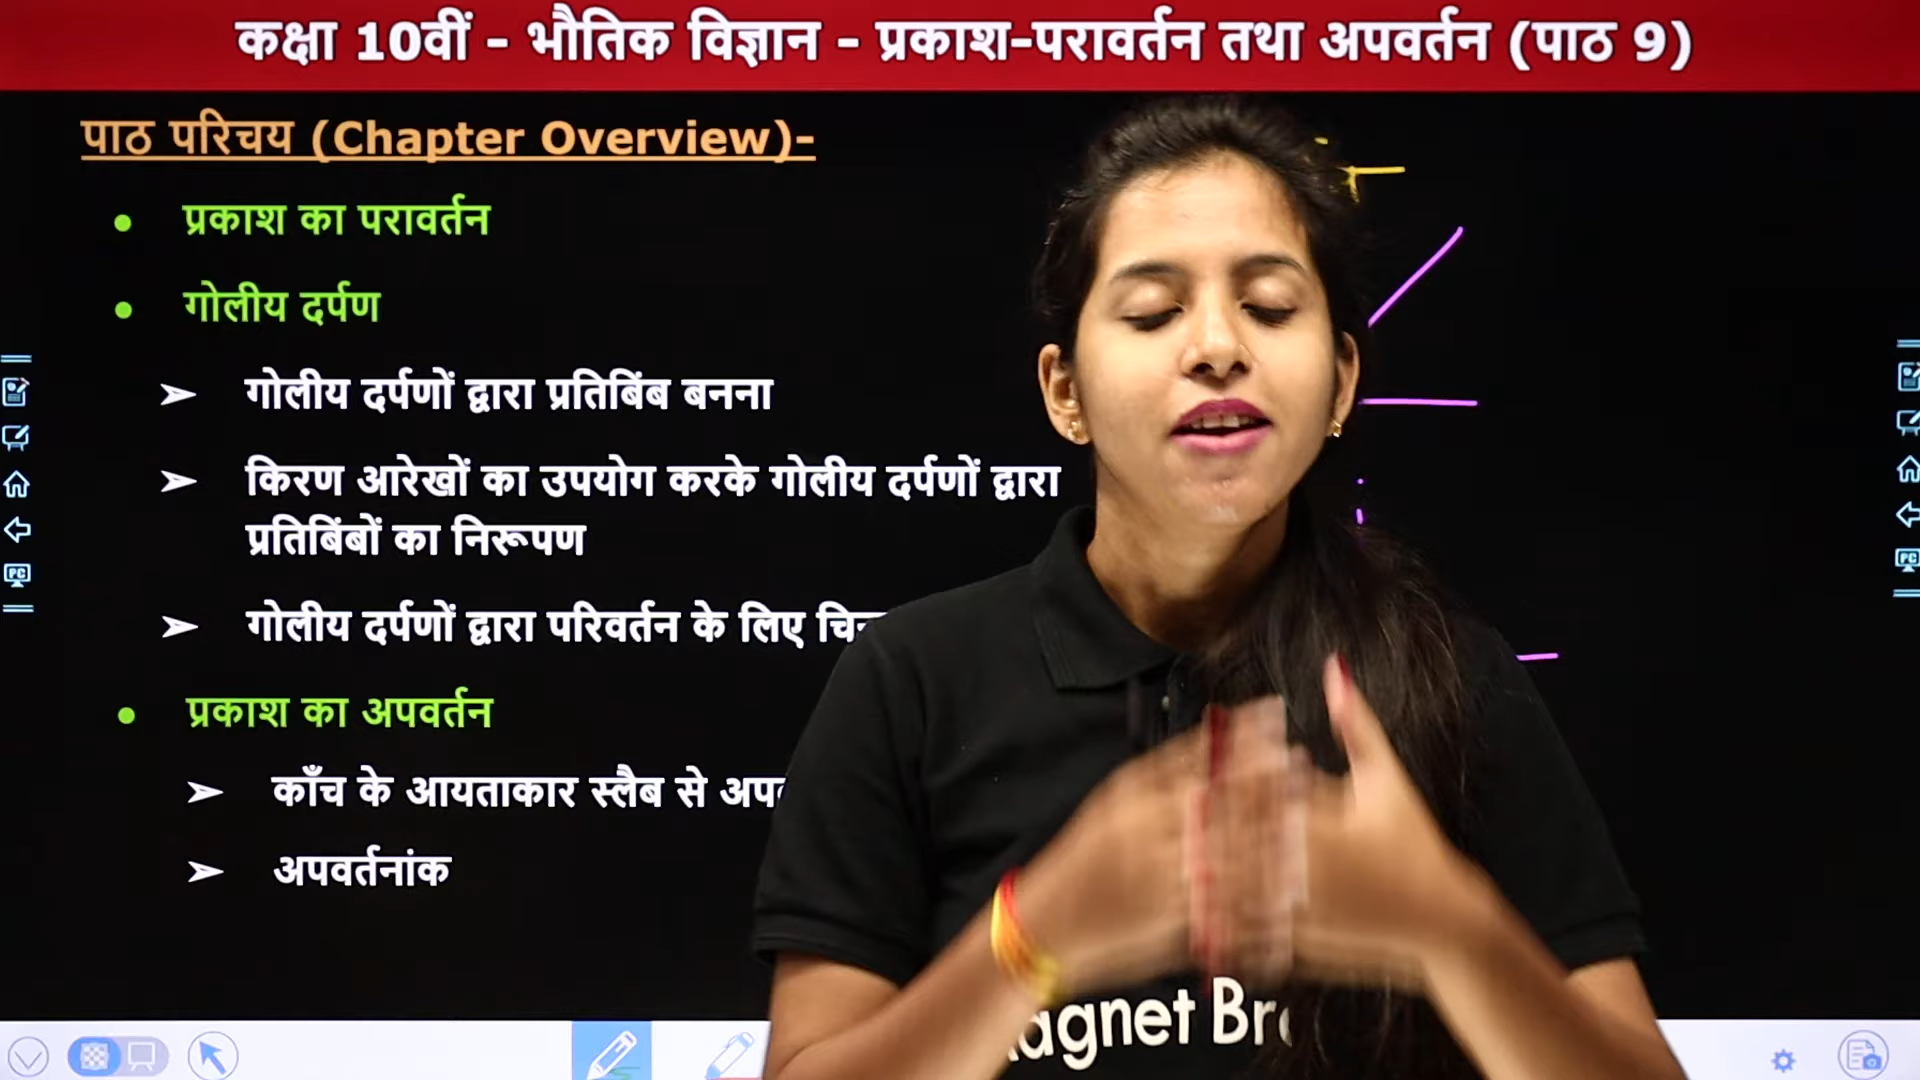 कक्षा 10वीं - भौतिक विज्ञान - प्रकाश-परावर्तन तथा अपवर्तन (पाठ 9)
पाठ परिचय (Chapter Overview)-
• प्रकाश का परावर्तन
• गोलीय दर्पण
➢ गोलीय दर्पणों द्वारा प्रतिबिंब बनना
➢ किरण आरेखों का उपयोग करके गोलीय दर्पणों द्वारा
प्रतिबिंबों का निरूपण
➢ गोलीय दर्पणों द्वारा परिवर्तन के लिए
• प्रकाश का अपवर्तन
➢ काँच के आयताकार स्लैब से
➢ अपवर्तनांक
PC
PC